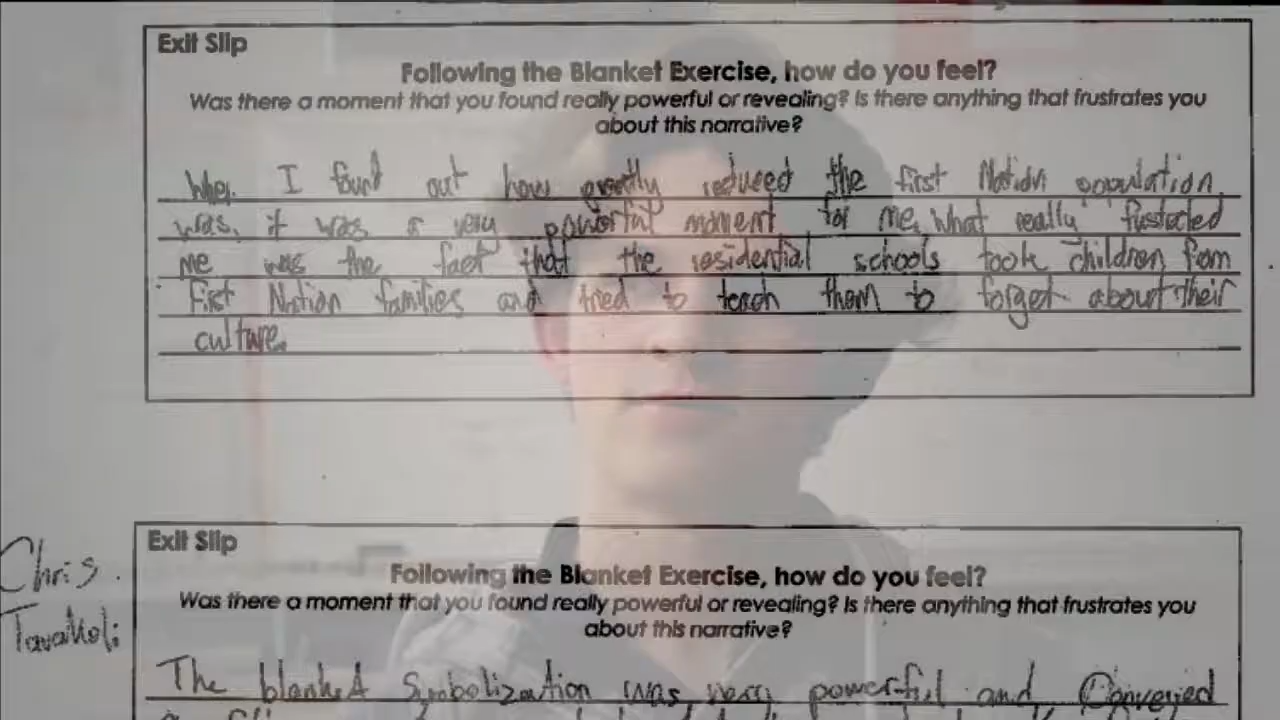 Exit Slip
Following the Blanket Exercise, how do you feel?
Was there a moment that you found really powerful or revealing? Is there anything that frustrates you
about this narrative?
When I found out how greatly reduced the first Nation population
was, it was a very powerful moment for me. What really frustected
me was the fact that the residential schools took children from
First Nation families and tried to teach them to forget about their
culture.
Exit Slip
Chris
Tavakoli
Following the Blanket Exercise, how do you feel?
Was there a moment that you found really powerful or revealing? Is there anything that frustrates you
about this narrative?
The blanket Symbolization was very powerful and Conveyed